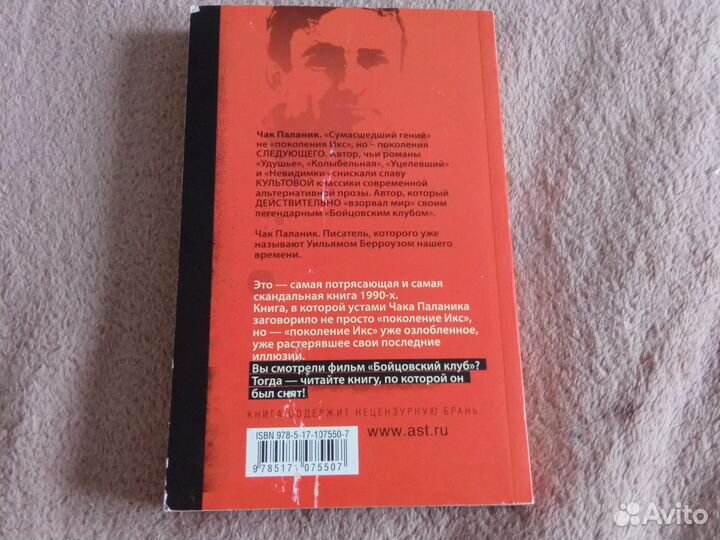 Чак Паланик. «Сумасшедший гений»
не «поколения Икс», но – поколения
СЛЕДУЮЩЕГО. Автор, чьи романы
«Удушье», «Колыбельная», «Уцелевший»
и «Невидимки» снискали славу
КУЛЬТОВОЙ классики современной
альтернативной прозы. Автор, который
ДЕЙСТВИТЕЛЬНО «взорвал мир» своим
легендарным «Бойцовским клубом».
Чак Паланик. Писатель, которого уже
называют Уильямом Берроузом нашего
времени.
Это — самая потрясающая и самая
скандальная книга 1990-х.
Книга, в которой устами Чака Паланика
заговорило не просто «поколение Икс»,
но — «поколение Икс» уже озлобленное,
уже растерявшее свои последние
иллюзии.
Вы смотрели фильм «Бойцовский клуб»?
Тогда — читайте книгу, по которой он
был снят!
КНИГА СОДЕРЖИТ НЕЦЕНЗУРНУЮ БРАНЬ
ISBN 978-5-17-107550-7
www.ast.ru
9785171075507
Avito